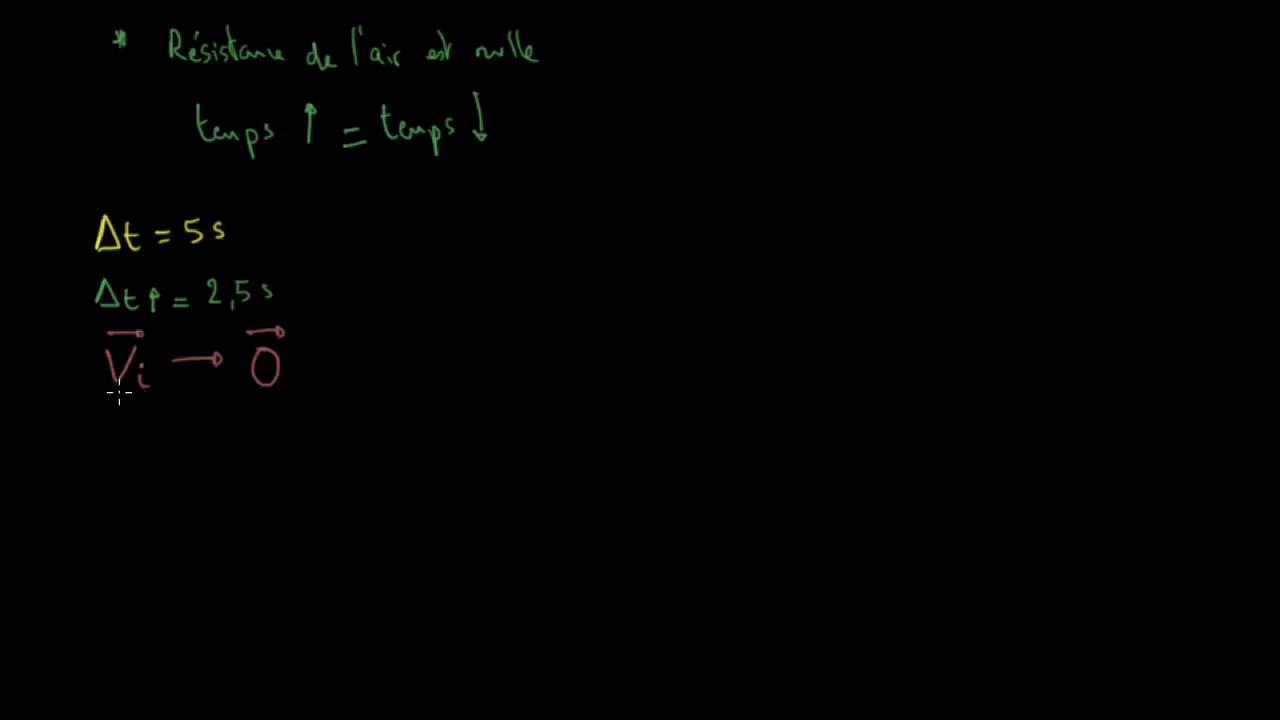 * Résistance de l'air est nulle
temps ↑ = temps ↓
Δt = 5 s
Δt↑ = 2,5 s
V⃗i → 0⃗